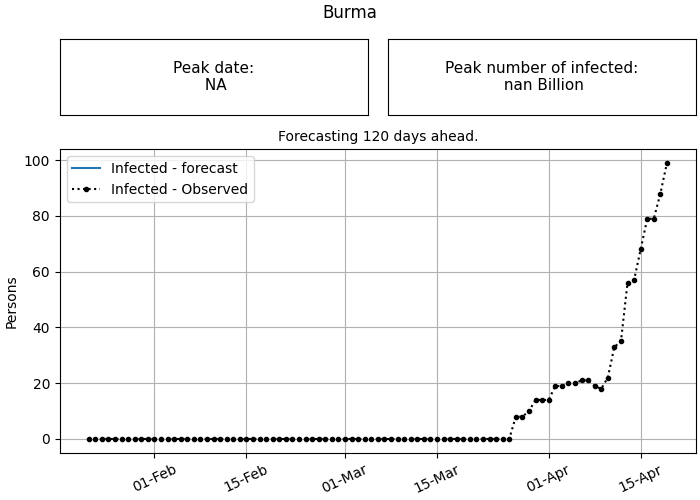 Burma
Peak date:
NA
Peak number of infected:
nan Billion
Forecasting 120 days ahead.
Infected - forecast
Infected - Observed
Persons
100
80
60
40
20
0
01-Feb
15-Feb
01-Mar
15-Mar
01-Apr
15-Apr